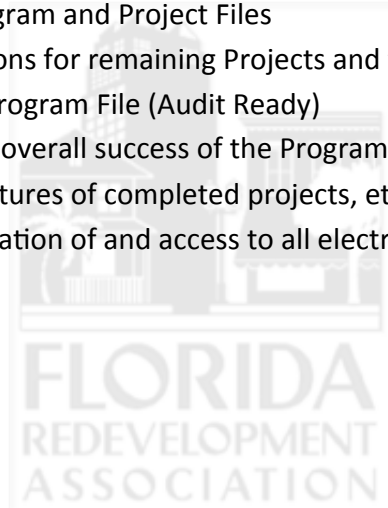 gram and Project Files
ons for remaining Projects and
rogram File (Audit Ready)
overall success of the Program
tures of completed projects, et
ation of and access to all electr
FLORIDA
REDEVELOPMENT
ASSOCIATION